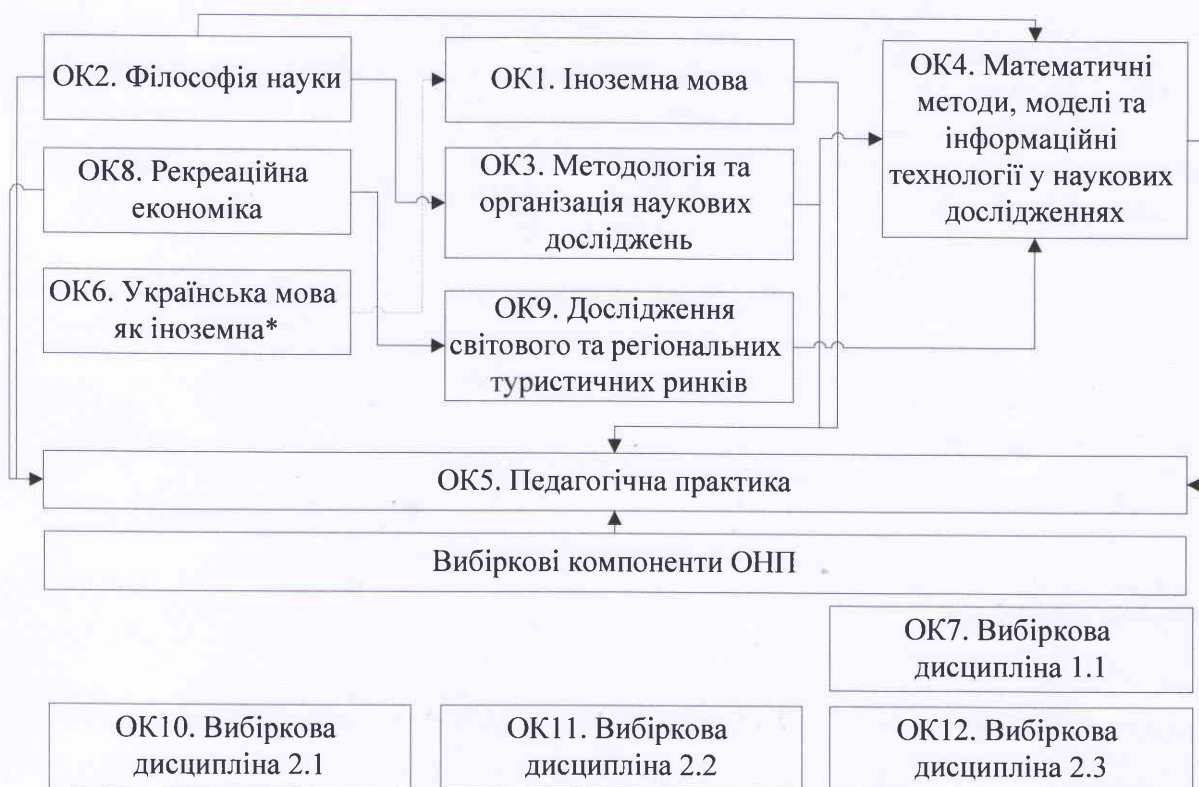 ОК2. Філософія науки
ОК8. Рекреаційна
економіка
ОК6. Українська мова
як іноземна*
ОК1. Іноземна мова
ОК3. Методологія та
організація наукових
досліджень
ОК9. Дослідження
світового та регіональних
туристичних ринків
ОК4. Математичні
методи, моделі та
інформаційні
технології у наукових
дослідженнях
ОК5. Педагогічна практика
Вибіркові компоненти ОНП
ОК7. Вибіркова
дисципліна 1.1
ОК10. Вибіркова
дисципліна 2.1
ОК11. Вибіркова
дисципліна 2.2
ОК12. Вибіркова
дисципліна 2.3